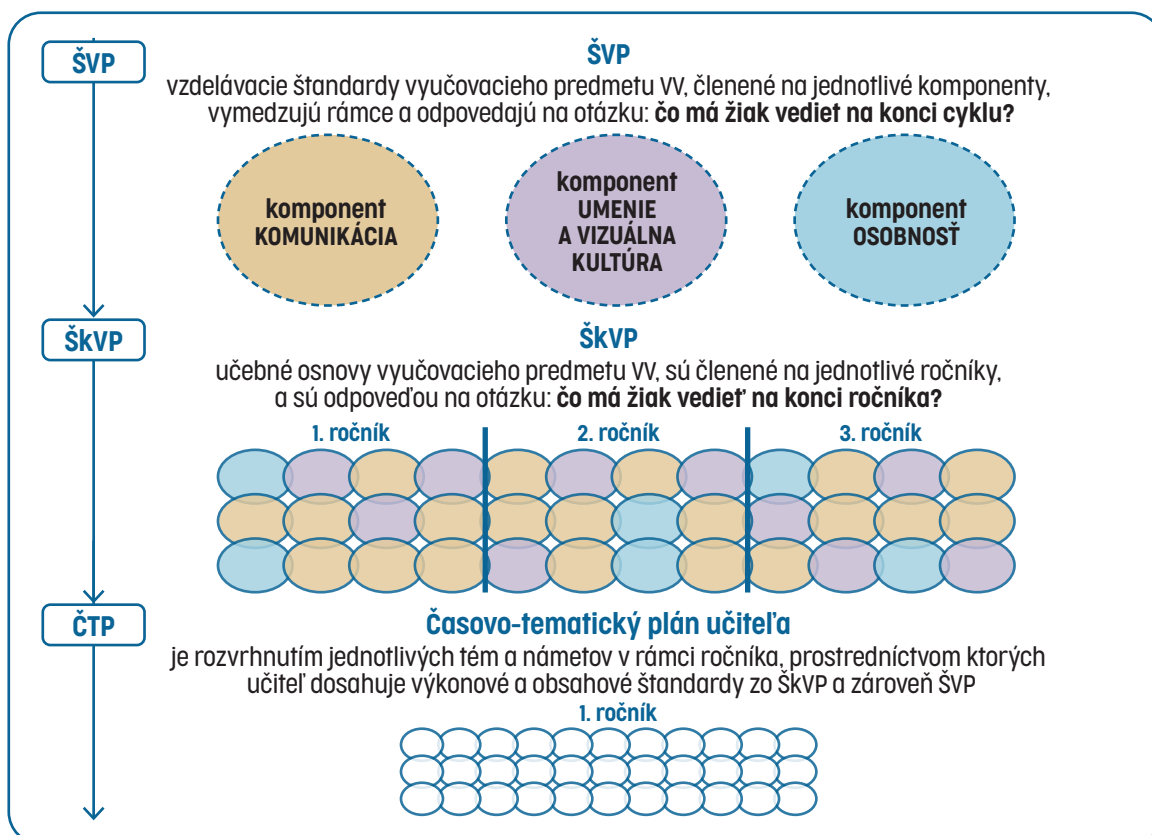 ŠVP
ŠVP
vzdelávacie štandardy vyučovacieho predmetu VV, členené na jednotlivé komponenty,
vymedzujú rámce a odpovedajú na otázku: čo má žiak vediet na konci cyklu?
komponent
KOMUNIKÁCIA
komponent
UMENIE
A VIZUÁLNA
KULTÚRA
komponent
OSOBNOSŤ
ŠkVP
ŠkVP
učebné osnovy vyučovacieho predmetu VV, sú členené na jednotlivé ročníky,
a sú odpoveďou na otázku: čo má žiak vedieť na konci ročníka?
1. ročník
2. ročník
3. ročník
ČTP
Časovo-tematický plán učiteľa
je rozvrhnutím jednotlivých tém a námetov v rámci ročníka, prostredníctvom ktorých
učiteľ dosahuje výkonové a obsahové štandardy zo ŠkVP a zároveň ŠVP
1. ročník